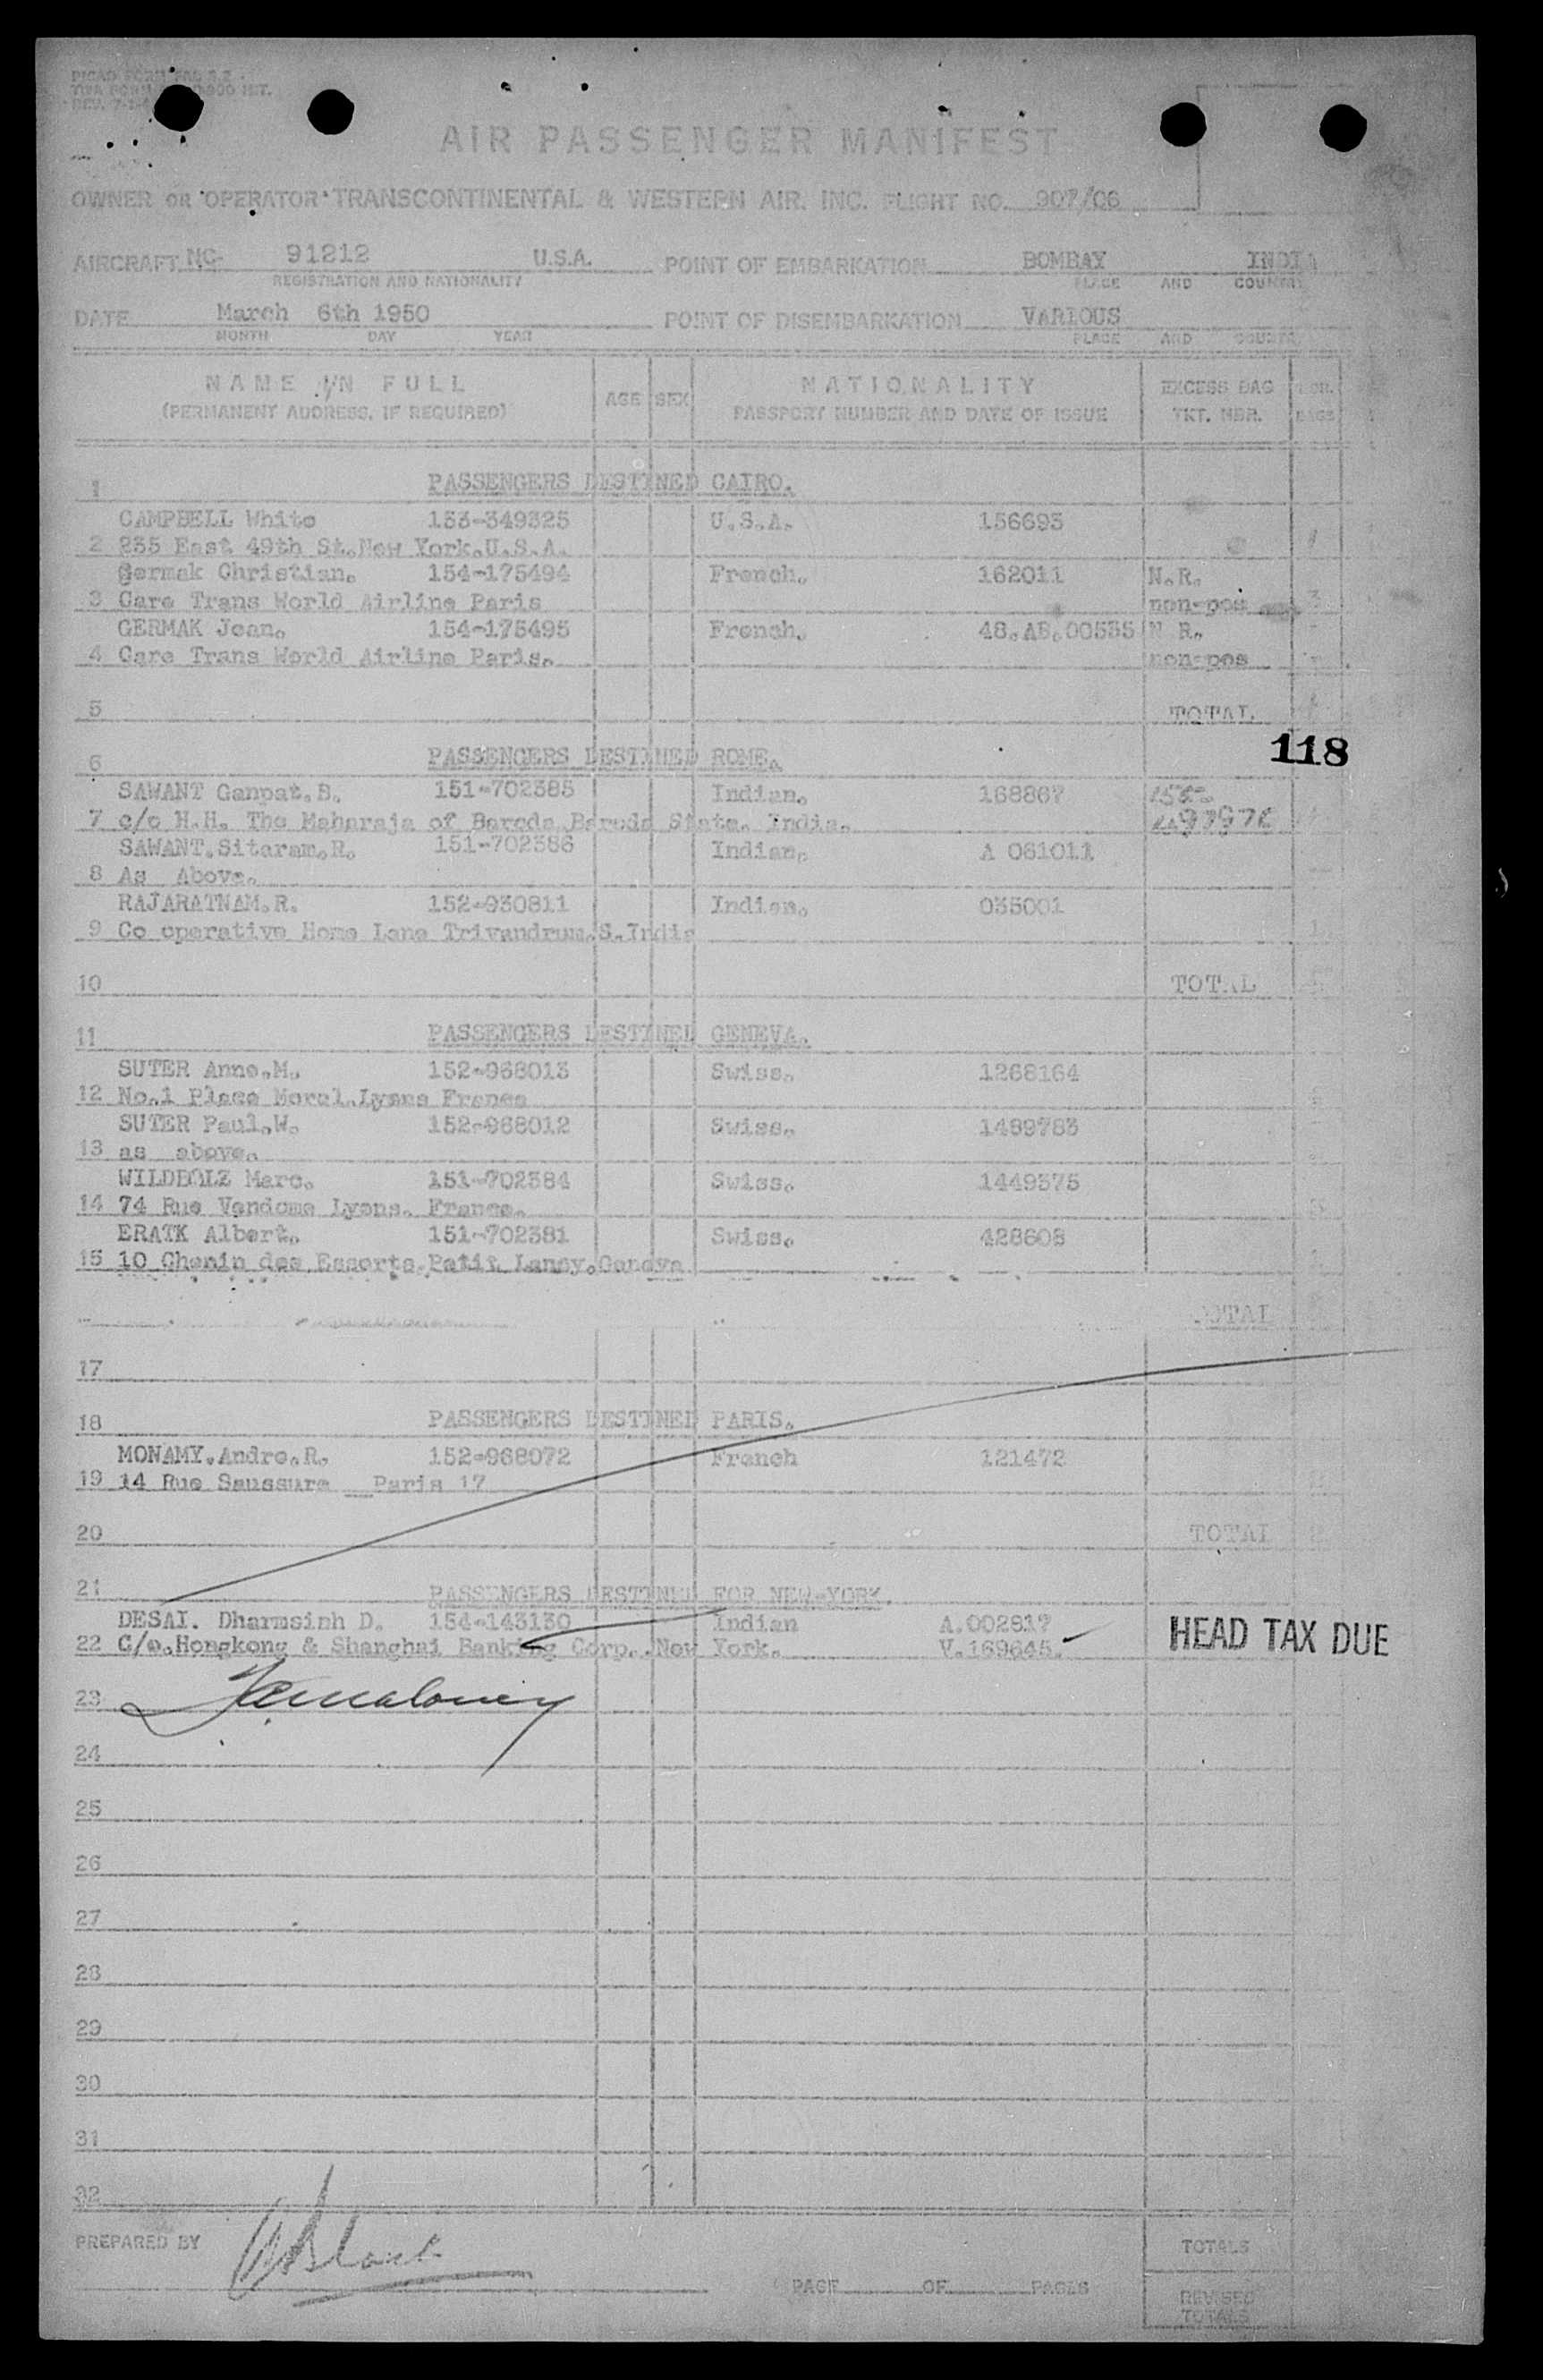 AIR PASSENGER MANIFEST
OWNER OR OPERATOR TRANSCONTINENTAL & WESTERN AIR. INC. FLIGHT NO. 907/06
AIRCRAFT NC- 91212 U.S.A. POINT OF EMBARKATION BOMBAY INDIA
REGISTRATION AND NATIONALITY PLACE AND COUNTRY
DATE March 6th 1950 POINT OF DISEMBARKATION VARIOUS
MONTH DAY YEAR PLACE AND COUNTRY
NAME IN FULL AGE SEX NATIONALITY EXCESS BAG
(PERMANENT ADDRESS, IF REQUIRED) PASSPORT NUMBER AND DATE OF ISSUE TKT. NBR. BAGS
1 PASSENGERS DESTINED CAIRO.
CAMPBELL White 153-349325 U.S.A. 156693
2 235 East 49th St.New York.U.S.A.
Germak Christian. 154-175494 French. 162011 N.R.
3 Care Trans World Airline Paris non-pos
GERMAK Jean. 154-175495 French. 48.AB.00535 N R.
4 Care Trans World Airline Paris. non-pos
5 TOTAL
6 PASSENGERS DESTINED ROME. 118
SAWANT Ganpat.B. 151-702385 Indian. 168867
7 c/o H.H. The Maharaja of Baroda Baroda State. India.
SAWANT.Sitaram.R. 151-702386 Indian. A 061011
8 As Above.
RAJARATNAM.R. 152-930811 Indian. 035001
9 Co operative Home Lane Trivandrum.S.India
10 TOTAL
11 PASSENGERS DESTINED GENEVA.
SUTER Anne.M. 152-968013 Swiss. 1268164
12 No.1 Place Morel.Lyons France
SUTER Paul.W. 152-968012 Swiss. 1489783
13 as above.
WILDBOLZ Marc. 151-702384 Swiss. 1449375
14 74 Rue Vendome Lyons. France.
ERATK Albert. 151-702381 Swiss. 428608
15 10 Chemin des Essorts.Patit Lancy.Geneva
TOTAL
17
18 PASSENGERS DESTINED PARIS.
MONAMY.Andre.R. 152-968072 French 121472
19 14 Rue Saussure Paris 17
20 TOTAL
21 PASSENGERS DESTINED FOR NEW-YORK.
DESAI. Dharmsinh D. 154-143130 Indian A.002817
22 C/o.Hongkong & Shanghai Banking Corp..New York. V.169645. HEAD TAX DUE
23
24
25
26
27
28
29
30
31
32
PREPARED BY TOTALS
PAGE OF PAGES REVISED
TOTALS